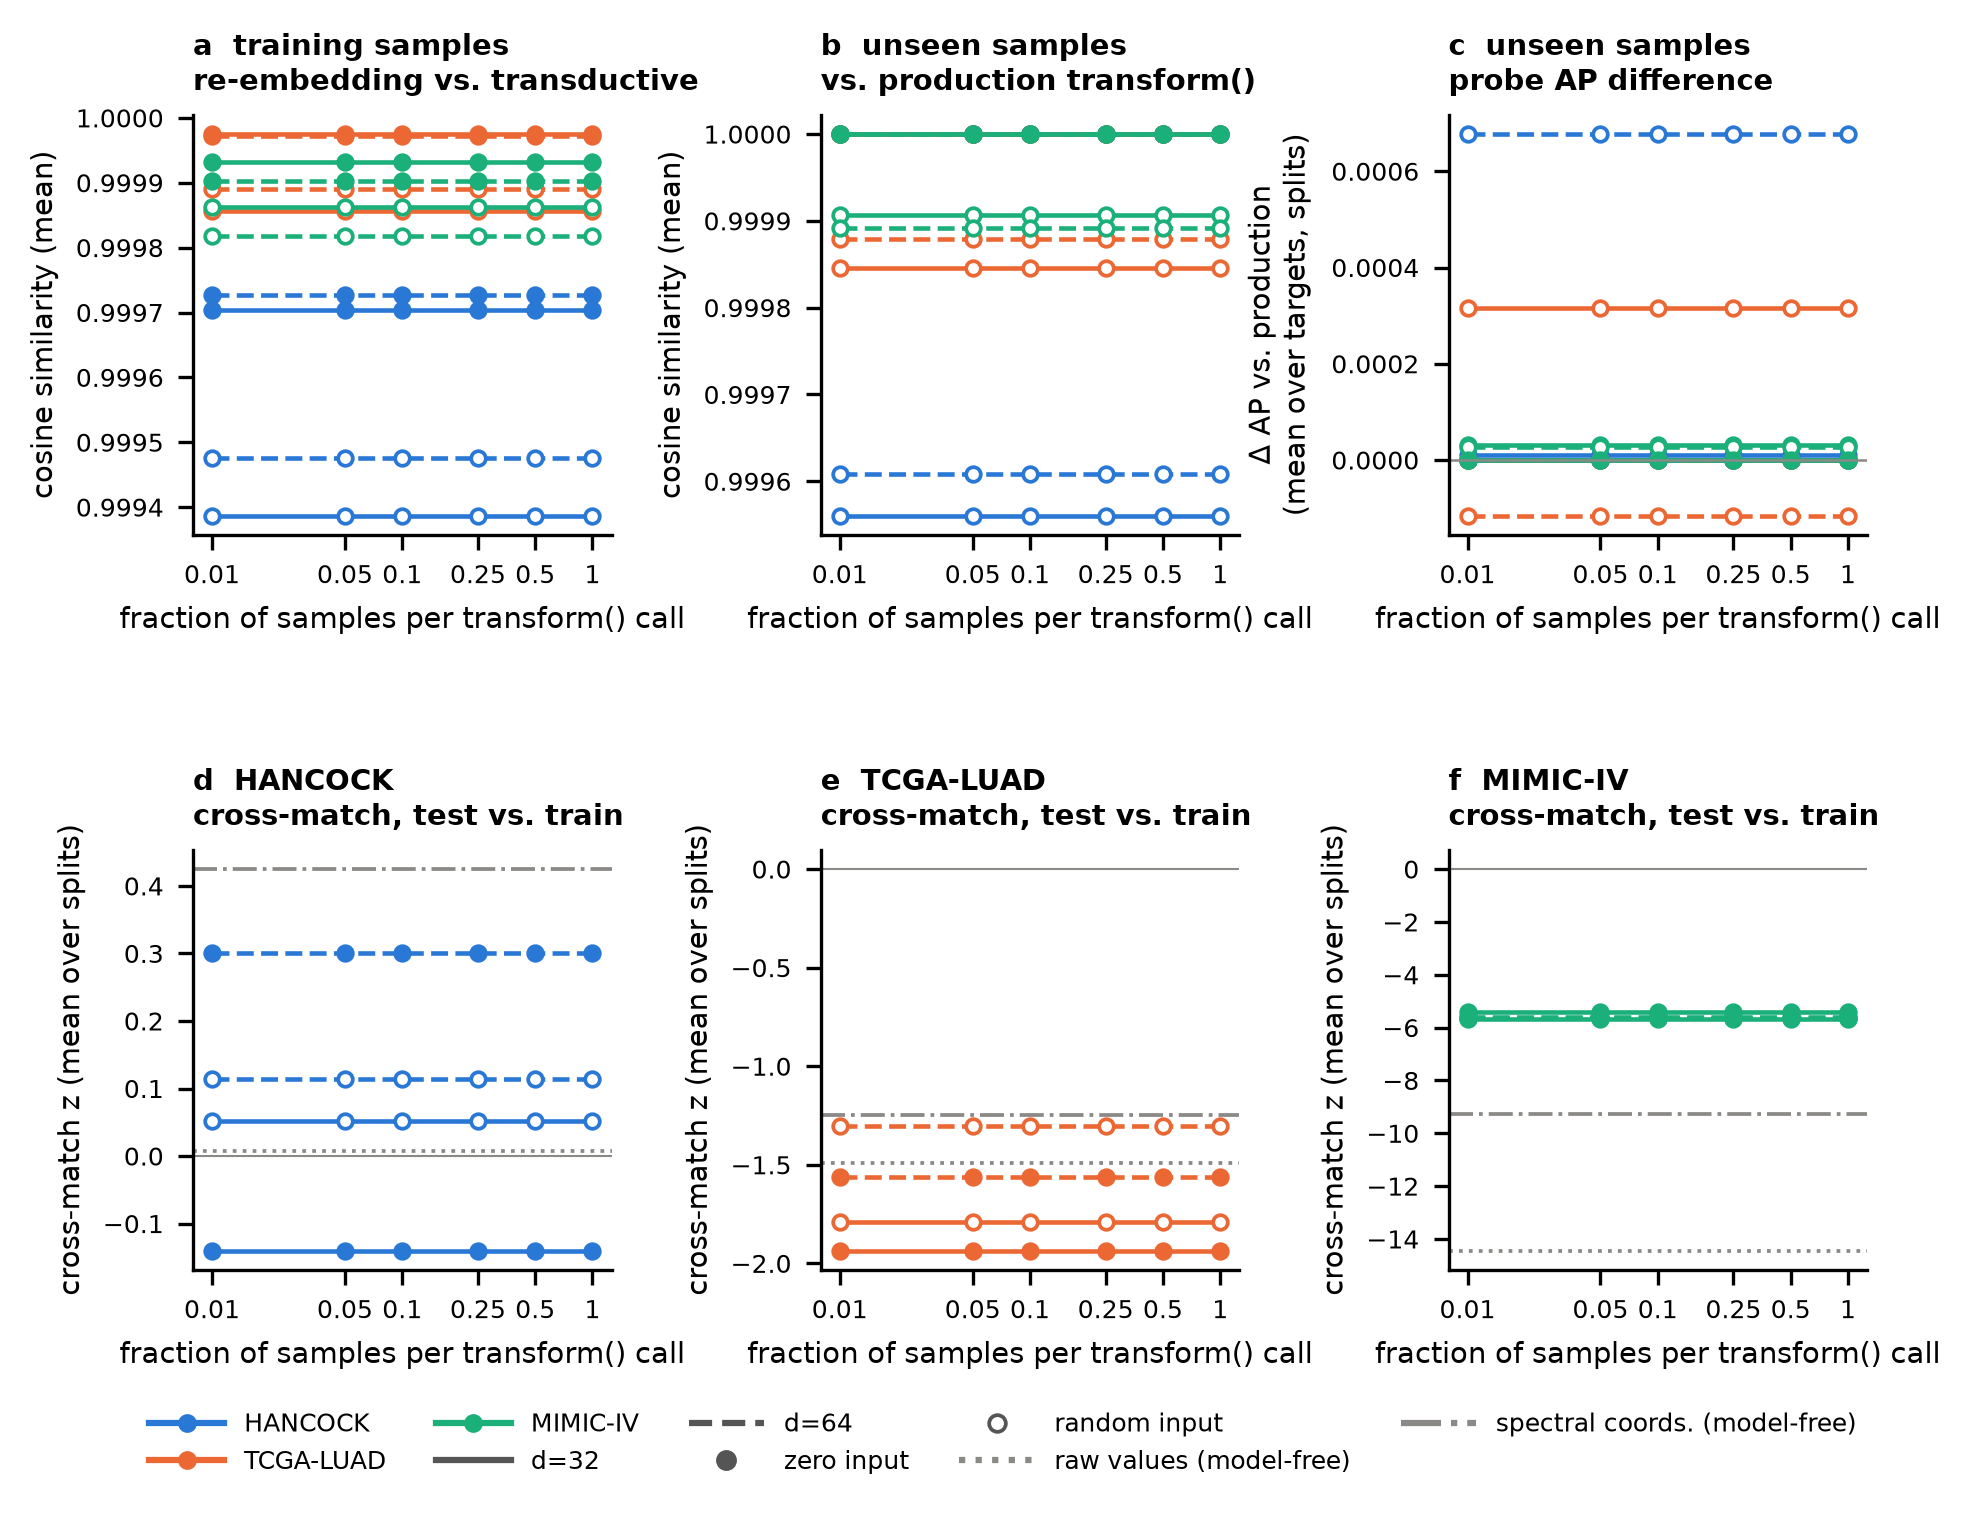 a  training samples
re-embedding vs. transductive
cosine similarity (mean)
1.0000
0.9999
0.9998
0.9997
0.9996
0.9995
0.9994
0.01 0.05 0.1 0.25 0.5 1
fraction of samples per transform() call
b  unseen samples
vs. production transform()
cosine similarity (mean)
1.0000
0.9999
0.9998
0.9997
0.9996
0.01 0.05 0.1 0.25 0.5 1
fraction of samples per transform() call
c  unseen samples
probe AP difference
Δ AP vs. production
(mean over targets, splits)
0.0006
0.0004
0.0002
0.0000
0.01 0.05 0.1 0.25 0.5 1
fraction of samples per transform() call
d  HANCOCK
cross-match, test vs. train
cross-match z (mean over splits)
0.4
0.3
0.2
0.1
0.0
−0.1
0.01 0.05 0.1 0.25 0.5 1
fraction of samples per transform() call
e  TCGA-LUAD
cross-match, test vs. train
cross-match z (mean over splits)
0.0
−0.5
−1.0
−1.5
−2.0
0.01 0.05 0.1 0.25 0.5 1
fraction of samples per transform() call
f  MIMIC-IV
cross-match, test vs. train
cross-match z (mean over splits)
0
−2
−4
−6
−8
−10
−12
−14
0.01 0.05 0.1 0.25 0.5 1
fraction of samples per transform() call
HANCOCK
TCGA-LUAD
MIMIC-IV
d=32
d=64
zero input
random input
raw values (model-free)
spectral coords. (model-free)